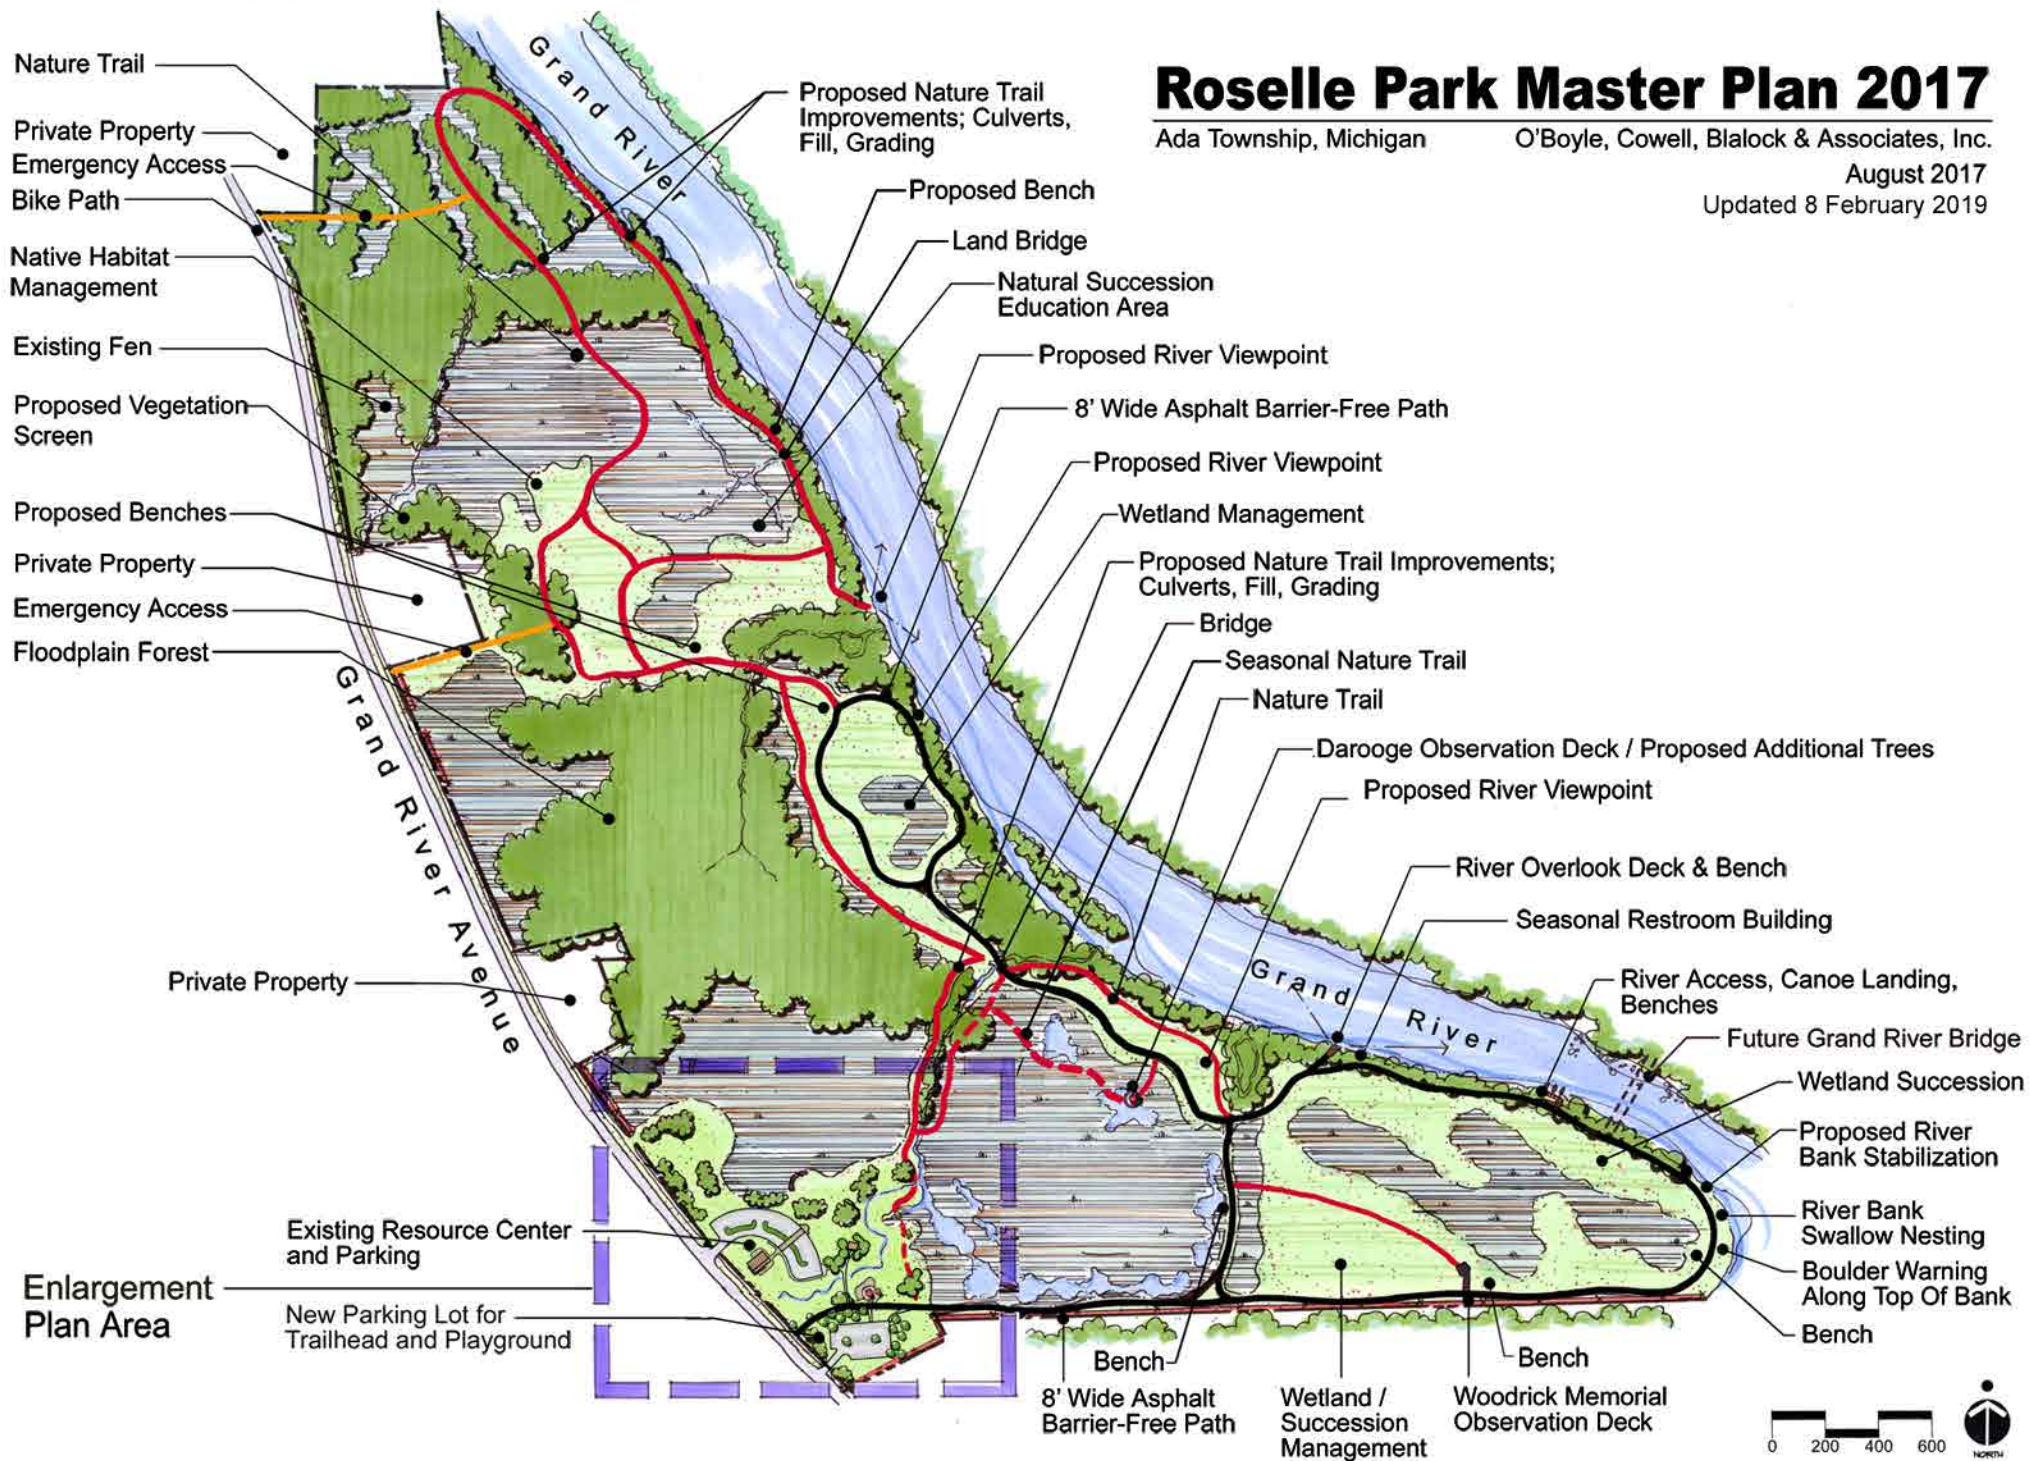 Roselle Park Master Plan 2017
Ada Township, Michigan
O'Boyle, Cowell, Blalock & Associates, Inc.
August 2017
Updated 8 February 2019
Nature Trail
Private Property
Emergency Access
Bike Path
Native Habitat
Management
Existing Fen
Proposed Vegetation
Screen
Proposed Benches
Private Property
Emergency Access
Floodplain Forest
Private Property
Existing Resource Center
and Parking
Enlargement
Plan Area
New Parking Lot for
Trailhead and Playground
Grand River Avenue
Grand River
Proposed Nature Trail
Improvements; Culverts,
Fill, Grading
Proposed Bench
Land Bridge
Natural Succession
Education Area
Proposed River Viewpoint
8' Wide Asphalt Barrier-Free Path
Proposed River Viewpoint
Wetland Management
Proposed Nature Trail Improvements;
Culverts, Fill, Grading
Bridge
Seasonal Nature Trail
Nature Trail
Darooge Observation Deck / Proposed Additional Trees
Proposed River Viewpoint
River Overlook Deck & Bench
Seasonal Restroom Building
Grand River
River Access, Canoe Landing,
Benches
Future Grand River Bridge
Wetland Succession
Proposed River
Bank Stabilization
River Bank
Swallow Nesting
Boulder Warning
Along Top Of Bank
Bench
Bench
Bench
8' Wide Asphalt
Barrier-Free Path
Wetland /
Succession
Management
Woodrick Memorial
Observation Deck
0 200 400 600
NORTH